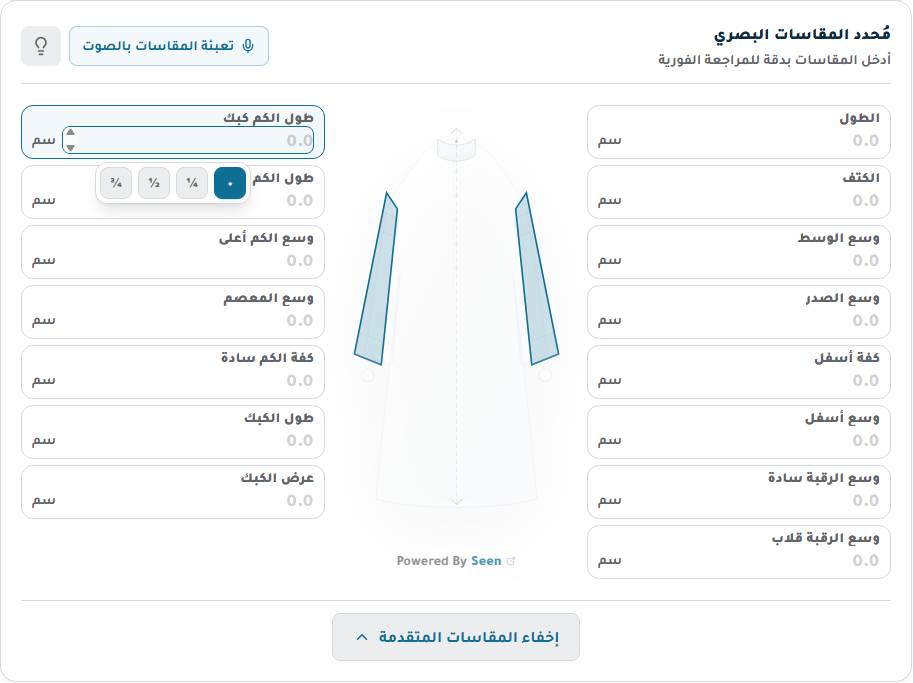 مُحدد المقاسات البصري
أدخل المقاسات بدقة للمراجعة الفورية
تعبئة المقاسات بالصوت
الطول
0.0
سم
الكتف
0.0
سم
وسع الوسط
0.0
سم
وسع الصدر
0.0
سم
كفة أسفل
0.0
سم
وسع أسفل
0.0
سم
وسع الرقبة سادة
0.0
سم
وسع الرقبة قلاب
0.0
سم
طول الكم كبك
0.0
سم
طول الكم
0.0
سم
٠
¼
½
¾
وسع الكم أعلى
0.0
سم
وسع المعصم
0.0
سم
كفة الكم سادة
0.0
سم
طول الكبك
0.0
سم
عرض الكبك
0.0
سم
Powered By Seen
إخفاء المقاسات المتقدمة